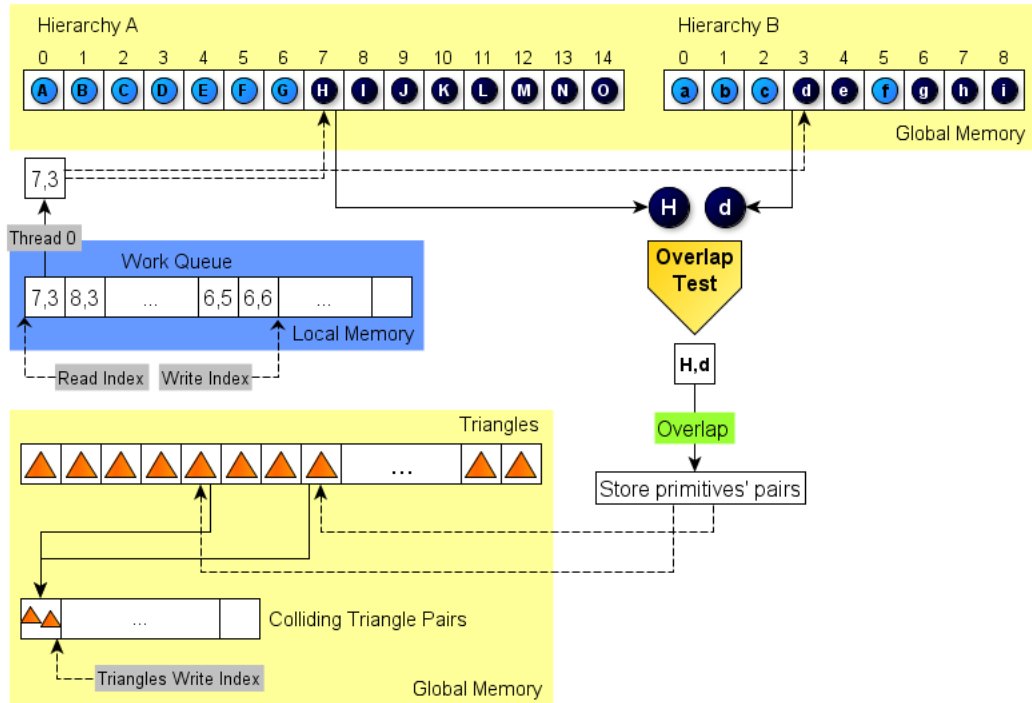 Hierarchy A
Hierarchy B
0 1 2 3 4 5 6 7 8 9 10 11 12 13 14
0 1 2 3 4 5 6 7 8
A B C D E F G H I J K L M N O
a b c d e f g h i
Global Memory
7,3
H d
Thread 0
Work Queue
Overlap
Test
7,3 8,3 ... 6,5 6,6 ...
Local Memory
Read Index
Write Index
H,d
Triangles
Overlap
...
Store primitives' pairs
...
Colliding Triangle Pairs
Triangles Write Index
Global Memory